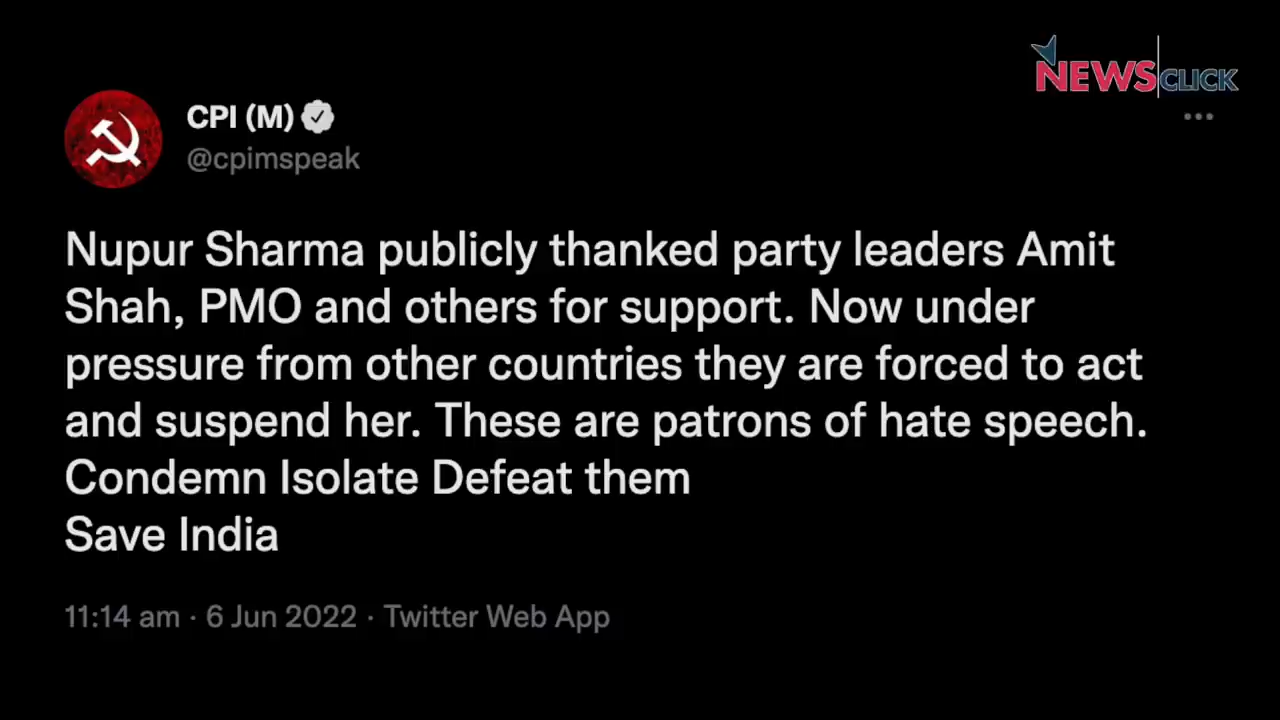 NEWSCLICK
CPI (M)
@cpimspeak
Nupur Sharma publicly thanked party leaders Amit
Shah, PMO and others for support. Now under
pressure from other countries they are forced to act
and suspend her. These are patrons of hate speech.
Condemn Isolate Defeat them
Save India
11:14 am · 6 Jun 2022 · Twitter Web App